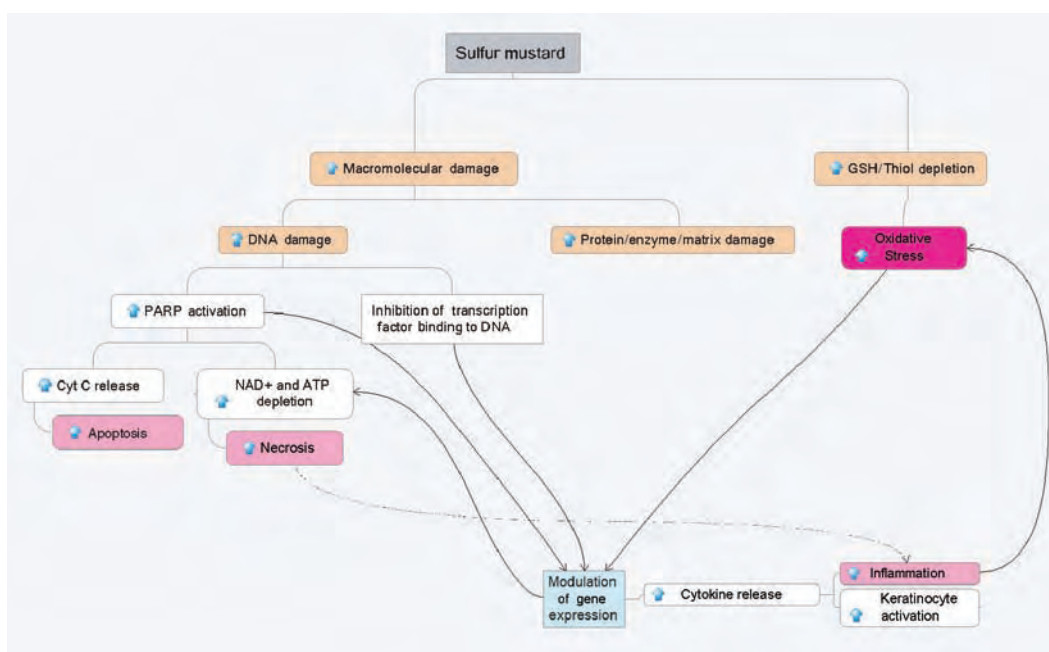 Sulfur mustard
Macromolecular damage
GSH/Thiol depletion
DNA damage
Protein/enzyme/matrix damage
Oxidative
Stress
PARP activation
Inhibition of transcription
factor binding to DNA
Cyt C release
NAD+ and ATP
depletion
Apoptosis
Necrosis
Modulation
of gene
expression
Cytokine release
Inflammation
Keratinocyte
activation